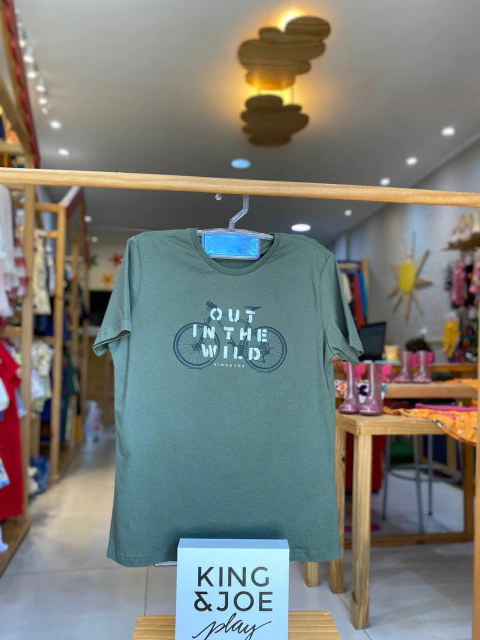 OUT
IN THE
WILD
KING
& JOE
play